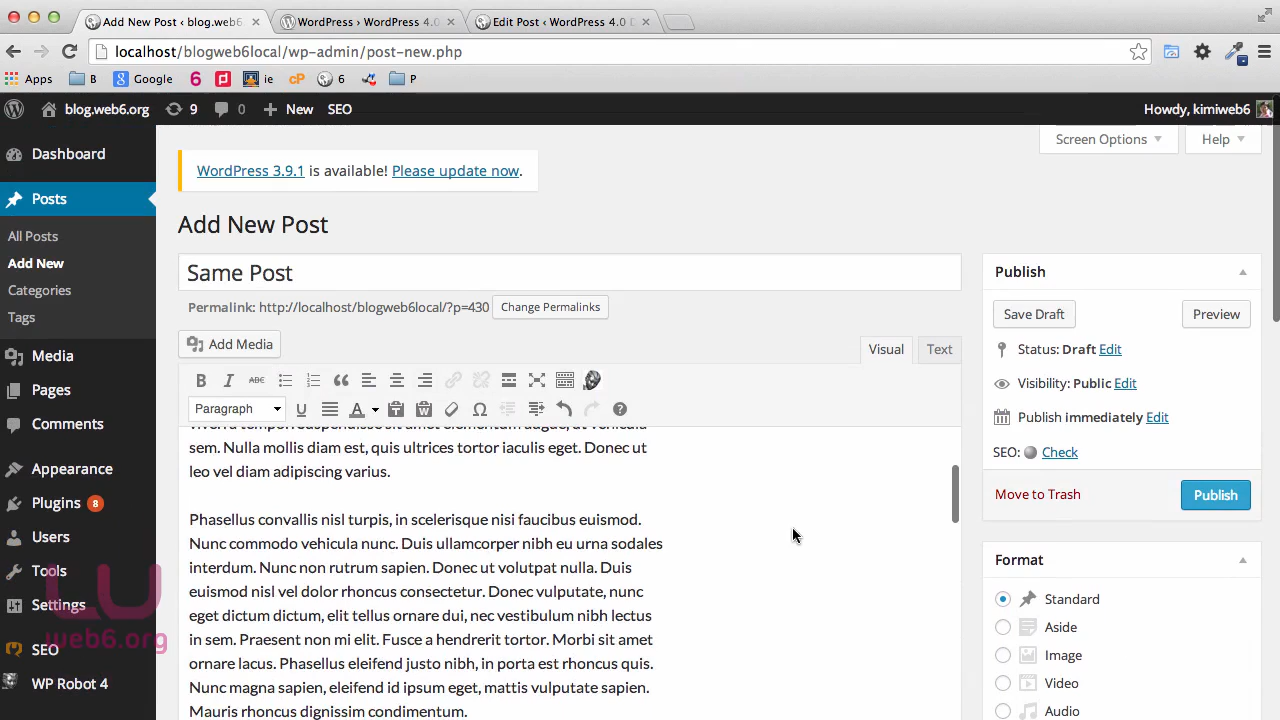 Add New Post ‹ blog.web6
WordPress › WordPress 4.0
Edit Post ‹ WordPress 4.0 D
localhost/blogweb6local/wp-admin/post-new.php
Apps B Google 6 ie cP 6 P
blog.web6.org 9 0 New SEO Howdy, kimiweb6
Screen Options Help
Dashboard
Posts
All Posts
Add New
Categories
Tags
Media
Pages
Comments
Appearance
Plugins 8
Users
Tools
Settings
SEO
WP Robot 4
web6.org
WordPress 3.9.1 is available! Please update now.
Add New Post
Same Post
Permalink: http://localhost/blogweb6local/?p=430 Change Permalinks
Add Media
Visual Text
B I ABC
Paragraph U A T W Ω ?
viverra tempor. Suspendisse sit amet elementum augue, at vehicula
sem. Nulla mollis diam est, quis ultrices tortor iaculis eget. Donec ut
leo vel diam adipiscing varius.
Phasellus convallis nisl turpis, in scelerisque nisi faucibus euismod.
Nunc commodo vehicula nunc. Duis ullamcorper nibh eu urna sodales
interdum. Nunc non rutrum sapien. Donec ut volutpat nulla. Duis
euismod nisl vel dolor rhoncus consectetur. Donec vulputate, nunc
eget dictum dictum, elit tellus ornare dui, nec vestibulum nibh lectus
in sem. Praesent non mi elit. Fusce a hendrerit tortor. Morbi sit amet
ornare lacus. Phasellus eleifend justo nibh, in porta est rhoncus quis.
Nunc magna sapien, eleifend id ipsum eget, mattis vulputate sapien.
Mauris rhoncus dignissim condimentum.
Publish
Save Draft Preview
Status: Draft Edit
Visibility: Public Edit
Publish immediately Edit
SEO: Check
Move to Trash Publish
Format
Standard
Aside
Image
Video
Audio